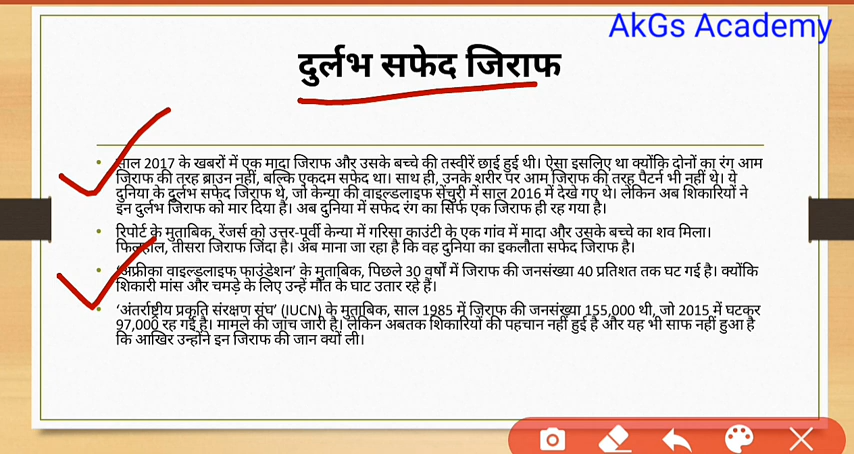 AkGs Academy
दुर्लभ सफेद जिराफ
• साल 2017 के खबरों में एक मादा जिराफ और उसके बच्चे की तस्वीरें छाई हुई थी। ऐसा इसलिए था क्योंकि दोनों का रंग आम
जिराफ की तरह ब्राउन नहीं, बल्कि एकदम सफेद था। साथ ही, उनके शरीर पर आम जिराफ की तरह पैटर्न भी नहीं थे। ये
दुनिया के दुर्लभ सफेद जिराफ थे, जो केन्या की वाइल्डलाइफ सेंचुरी में साल 2016 में देखे गए थे। लेकिन अब शिकारियों ने
इन दुर्लभ जिराफ को मार दिया है। अब दुनिया में सफेद रंग का सिर्फ एक जिराफ ही रह गया है।
• रिपोर्ट के मुताबिक, रेंजर्स को उत्तर-पूर्वी केन्या में गरिसा काउंटी के एक गांव में मादा और उसके बच्चे का शव मिला।
फिलहाल, तीसरा जिराफ जिंदा है। अब माना जा रहा है कि वह दुनिया का इकलौता सफेद जिराफ है।
• ‘अफ्रीका वाइल्डलाइफ फाउंडेशन’ के मुताबिक, पिछले 30 वर्षों में जिराफ की जनसंख्या 40 प्रतिशत तक घट गई है। क्योंकि
शिकारी मांस और चमड़े के लिए उन्हें मौत के घाट उतार रहे हैं।
• ‘अंतर्राष्ट्रीय प्रकृति संरक्षण संघ’ (IUCN) के मुताबिक, साल 1985 में जिराफ की जनसंख्या 155,000 थी, जो 2015 में घटकर
97,000 रह गई है। मामले की जांच जारी है। लेकिन अबतक शिकारियों की पहचान नहीं हुई है और यह भी साफ नहीं हुआ है
कि आखिर उन्होंने इन जिराफ की जान क्यों ली।